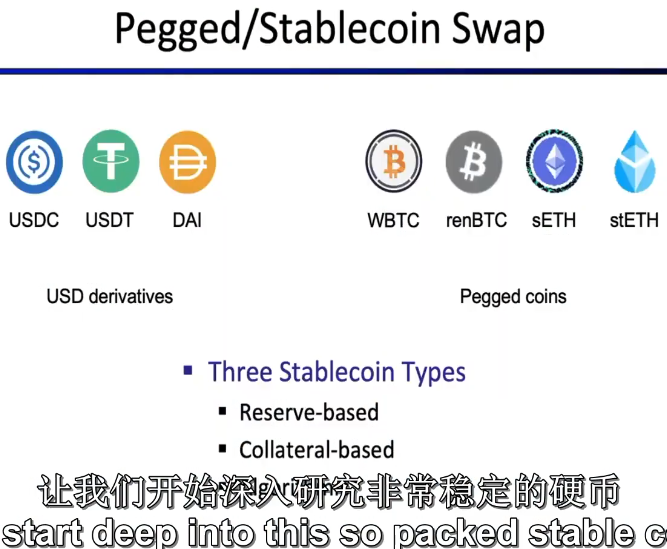 Pegged/Stablecoin Swap
USDC USDT DAI WBTC renBTC sETH stETH
USD derivatives Pegged coins
Three Stablecoin Types
Reserve-based
Collateral-based
让我们开始深入研究非常稳定的硬币
start deep into this so packed stable c